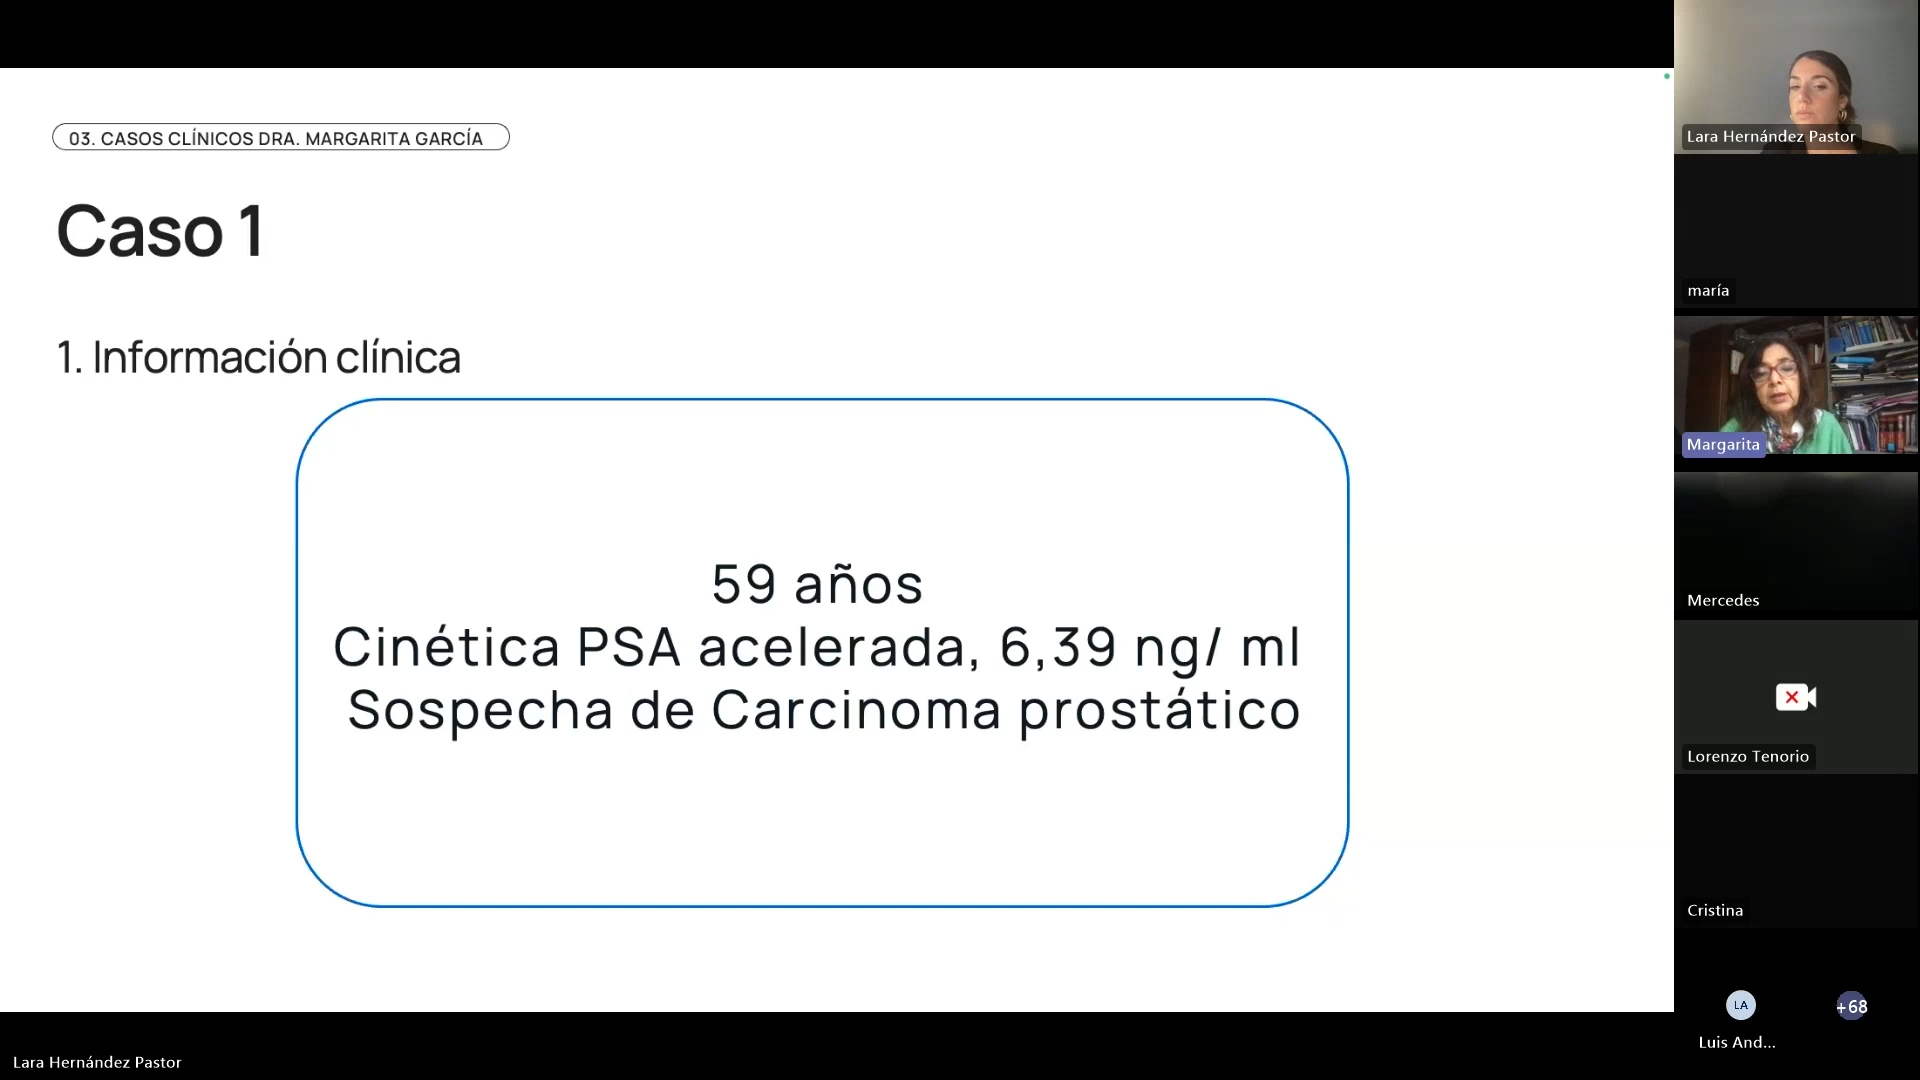 03. CASOS CLÍNICOS DRA. MARGARITA GARCÍA
Caso 1
1. Información clínica
59 años
Cinética PSA acelerada, 6,39 ng/ ml
Sospecha de Carcinoma prostático
Lara Hernández Pastor
maría
Margarita
Mercedes
Lorenzo Tenorio
Cristina
LA
+68
Luis And...
Lara Hernández Pastor